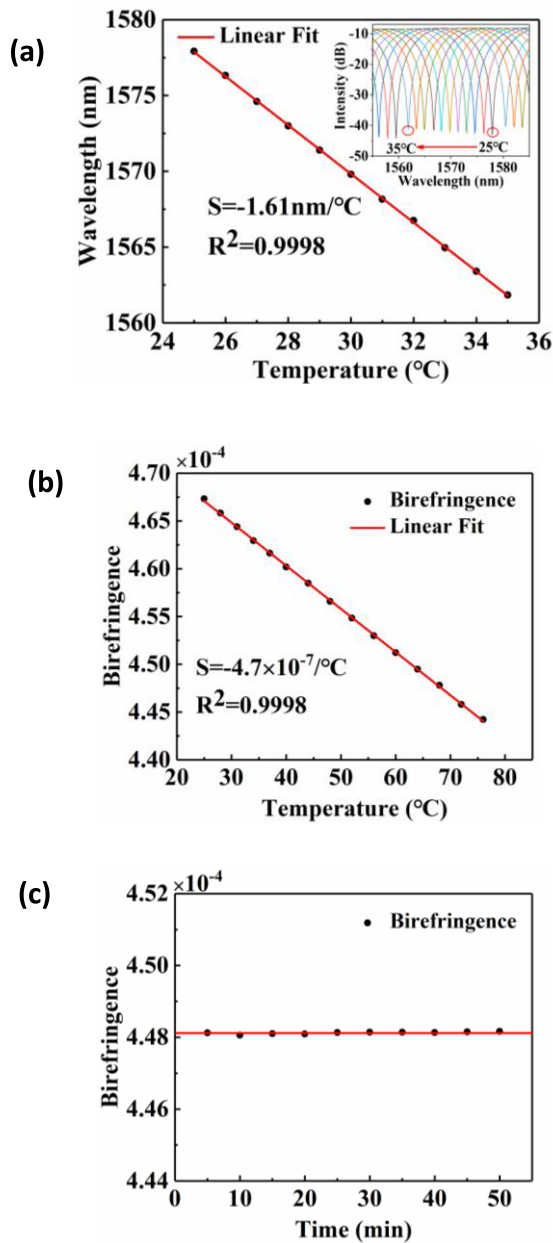 (a)
1580
1575
1570
1565
1560
Wavelength (nm)
Linear Fit
S=-1.61nm/°C
R²=0.9998
24 26 28 30 32 34 36
Temperature (°C)
-10
-20
-30
-40
-50
Intensity (dB)
35°C
25°C
1560 1570 1580
Wavelength (nm)
(b)
×10⁻⁴
4.70
4.65
4.60
4.55
4.50
4.45
4.40
Birefringence
Birefringence
Linear Fit
S=-4.7×10⁻⁷/°C
R²=0.9998
20 30 40 50 60 70 80
Temperature (°C)
(c)
×10⁻⁴
4.52
4.50
4.48
4.46
4.44
Birefringence
Birefringence
0 10 20 30 40 50
Time (min)